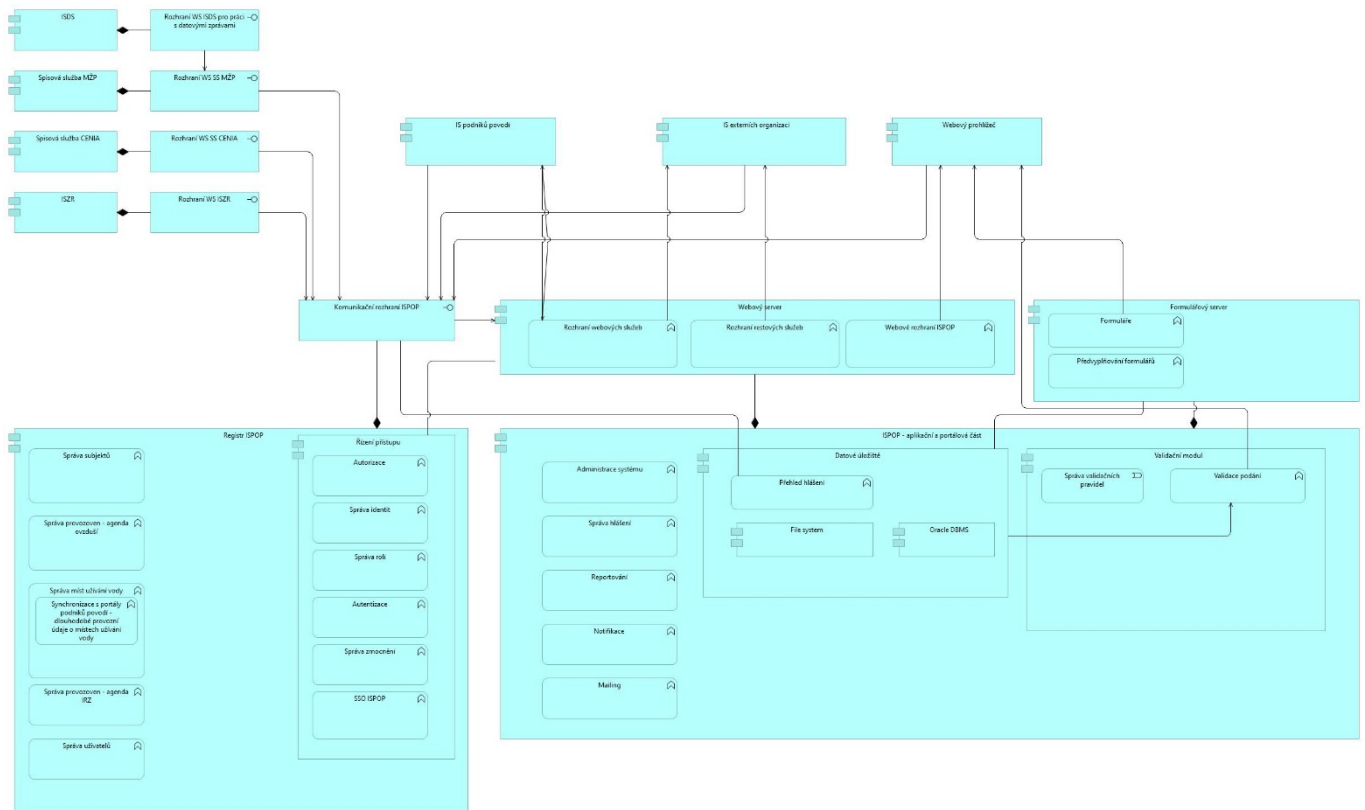 ISDS
Rozhraní WS ISDS pro práci
s datovými zprávami
Spisová služba MŽP
Rozhraní WS SS MŽP
Spisová služba CENIA
Rozhraní WS SS CENIA
ISZR
Rozhraní WS ISZR
IS podniků povodí
IS externích organizací
Webový prohlížeč
Komunikační rozhraní ISPOP
Webový server
Rozhraní webových služeb
Rozhraní restových služeb
Webové rozhraní ISPOP
Formulářový server
Formuláře
Předvyplňování formulářů
Registr ISPOP
Správa subjektů
Správa provozoven - agenda
ovzduší
Správa míst užívání vody
Synchronizace s portály
podniků povodí -
dlouhodobé provozní
údaje o místech užívání
vody
Správa provozoven - agenda
IRZ
Správa uživatelů
Řízení přístupu
Autorizace
Správa identit
Správa rolí
Autentizace
Správa zmocnění
SSO ISPOP
ISPOP - aplikační a portálová část
Administrace systému
Správa hlášení
Reportování
Notifikace
Mailing
Datové úložiště
Přehled hlášení
File system
Oracle DBMS
Validační modul
Správa validačních
pravidel
Validace podání